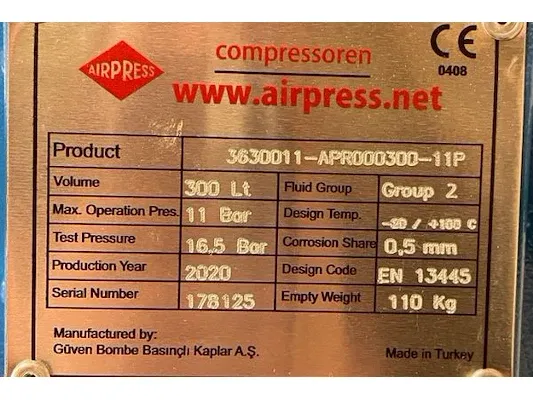 AIRPRESS
compressoren
www.airpress.net
CE
0408
Product 3630011-APR000300-11P
Volume 300 Lt Fluid Group Group 2
Max. Operation Pres. 11 Bar Design Temp. -20 / +100 C
Test Pressure 16,5 Bar Corrosion Share 0,5 mm
Production Year 2020 Design Code EN 13445
Serial Number 178125 Empty Weight 110 Kg
Manufactured by:
Güven Bombe Basınçlı Kaplar A.Ş. Made in Turkey